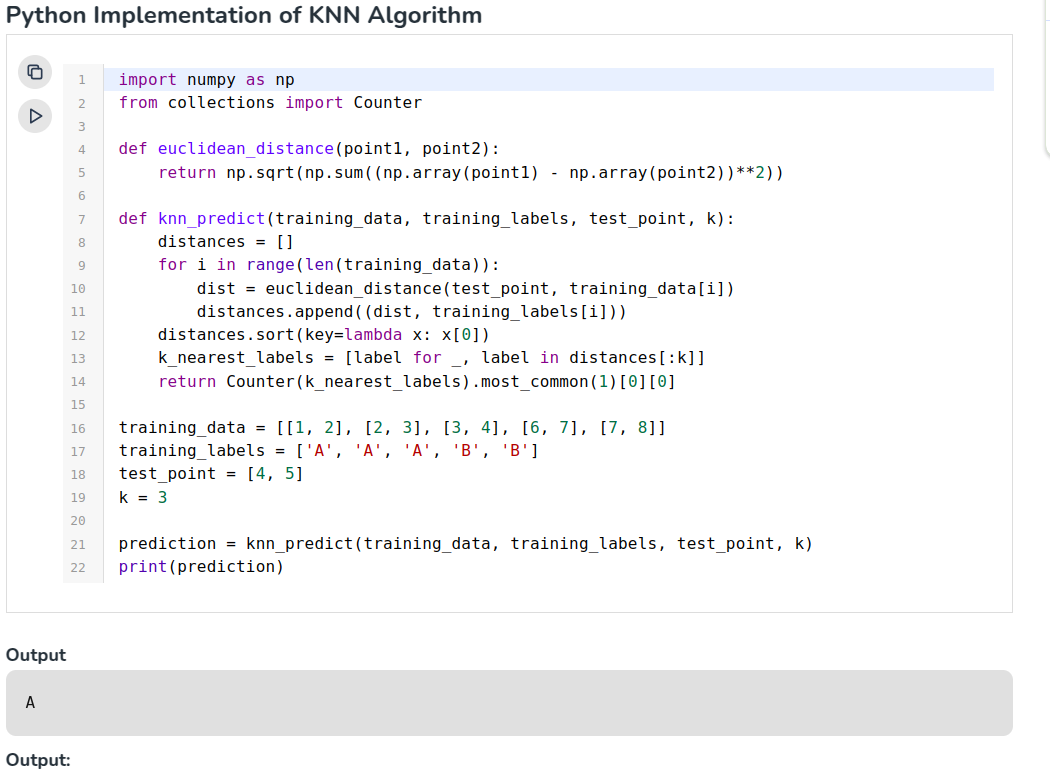 Python Implementation of KNN Algorithm
1 import numpy as np
2 from collections import Counter
3
4 def euclidean_distance(point1, point2):
5     return np.sqrt(np.sum((np.array(point1) - np.array(point2))**2))
6
7 def knn_predict(training_data, training_labels, test_point, k):
8     distances = []
9     for i in range(len(training_data)):
10         dist = euclidean_distance(test_point, training_data[i])
11         distances.append((dist, training_labels[i]))
12     distances.sort(key=lambda x: x[0])
13     k_nearest_labels = [label for _, label in distances[:k]]
14     return Counter(k_nearest_labels).most_common(1)[0][0]
15
16 training_data = [[1, 2], [2, 3], [3, 4], [6, 7], [7, 8]]
17 training_labels = ['A', 'A', 'A', 'B', 'B']
18 test_point = [4, 5]
19 k = 3
20
21 prediction = knn_predict(training_data, training_labels, test_point, k)
22 print(prediction)
Output
A
Output: